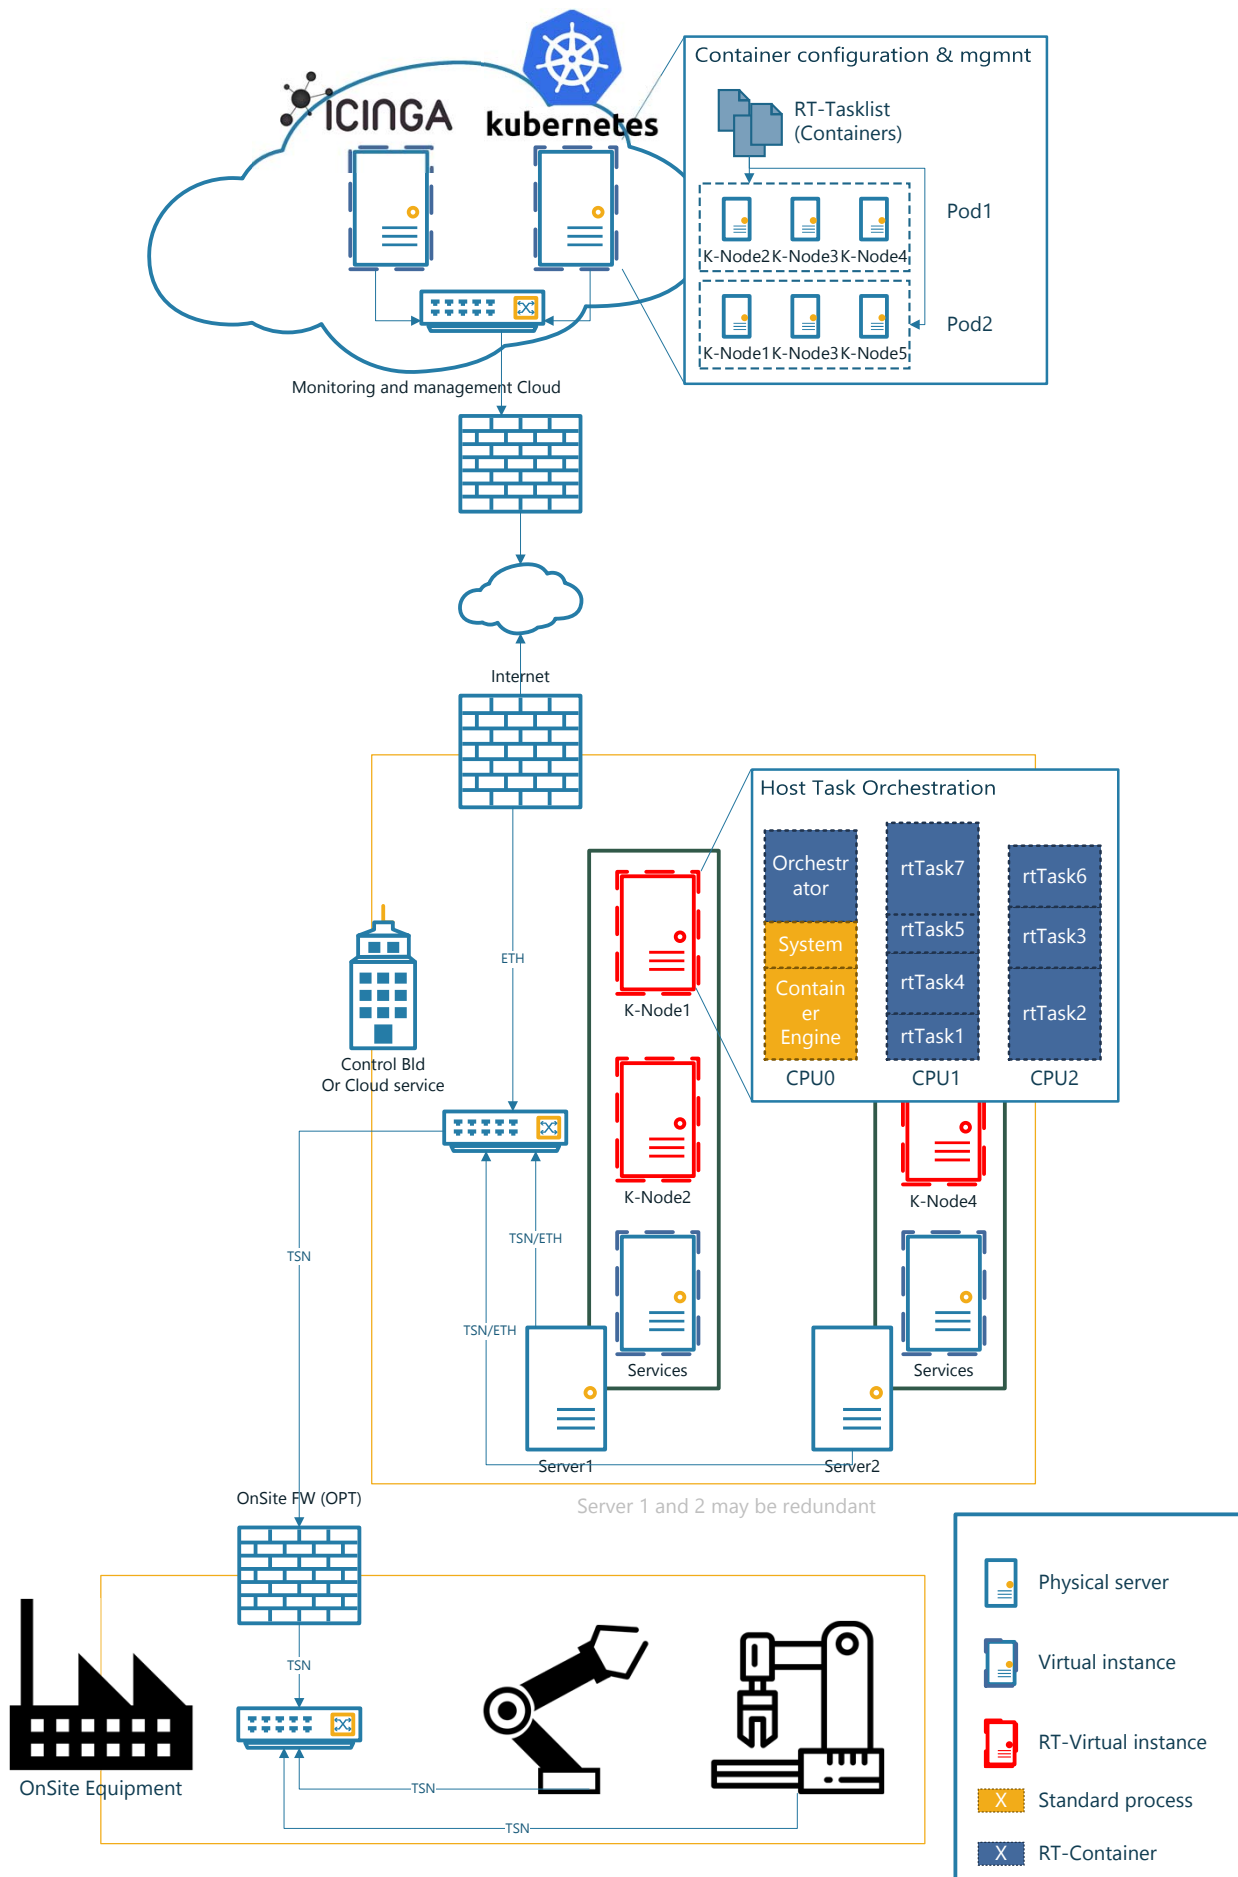 ICINGA
kubernetes
Container configuration & mgmnt
RT-Tasklist
(Containers)
Pod1
K-Node2 K-Node3 K-Node4
Pod2
K-Node1 K-Node3 K-Node5
Monitoring and management Cloud
Internet
Host Task Orchestration
Orchestr
ator
System
Contain
er
Engine
CPU0
rtTask7
rtTask5
rtTask4
rtTask1
CPU1
rtTask6
rtTask3
rtTask2
CPU2
ETH
K-Node1
Control Bld
Or Cloud service
K-Node2
K-Node4
TSN/ETH
TSN
TSN/ETH
Services
Services
Server1
Server2
OnSite FW (OPT)
Server 1 and 2 may be redundant
TSN
OnSite Equipment
TSN
TSN
Physical server
Virtual instance
RT-Virtual instance
X Standard process
X RT-Container